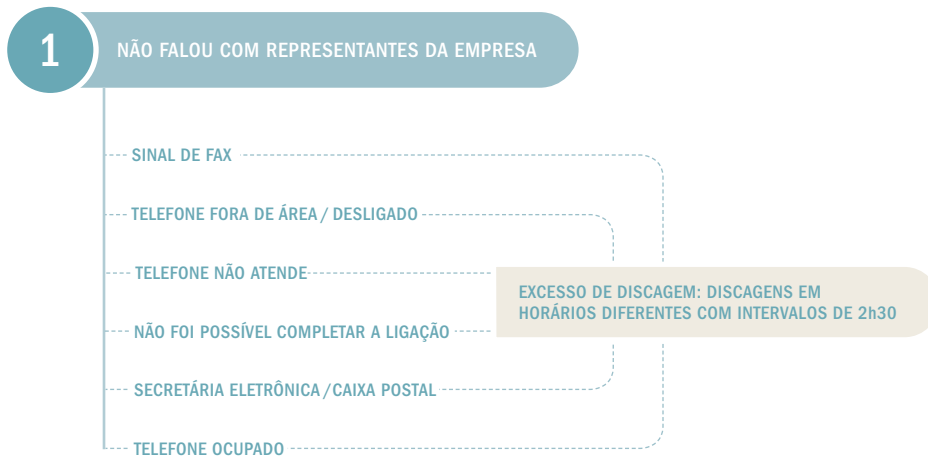 1
NÃO FALOU COM REPRESENTANTES DA EMPRESA
SINAL DE FAX
TELEFONE FORA DE ÁREA / DESLIGADO
TELEFONE NÃO ATENDE
EXCESSO DE DISCAGEM: DISCAGENS EM
HORÁRIOS DIFERENTES COM INTERVALOS DE 2h30
NÃO FOI POSSÍVEL COMPLETAR A LIGAÇÃO
SECRETÁRIA ELETRÔNICA / CAIXA POSTAL
TELEFONE OCUPADO